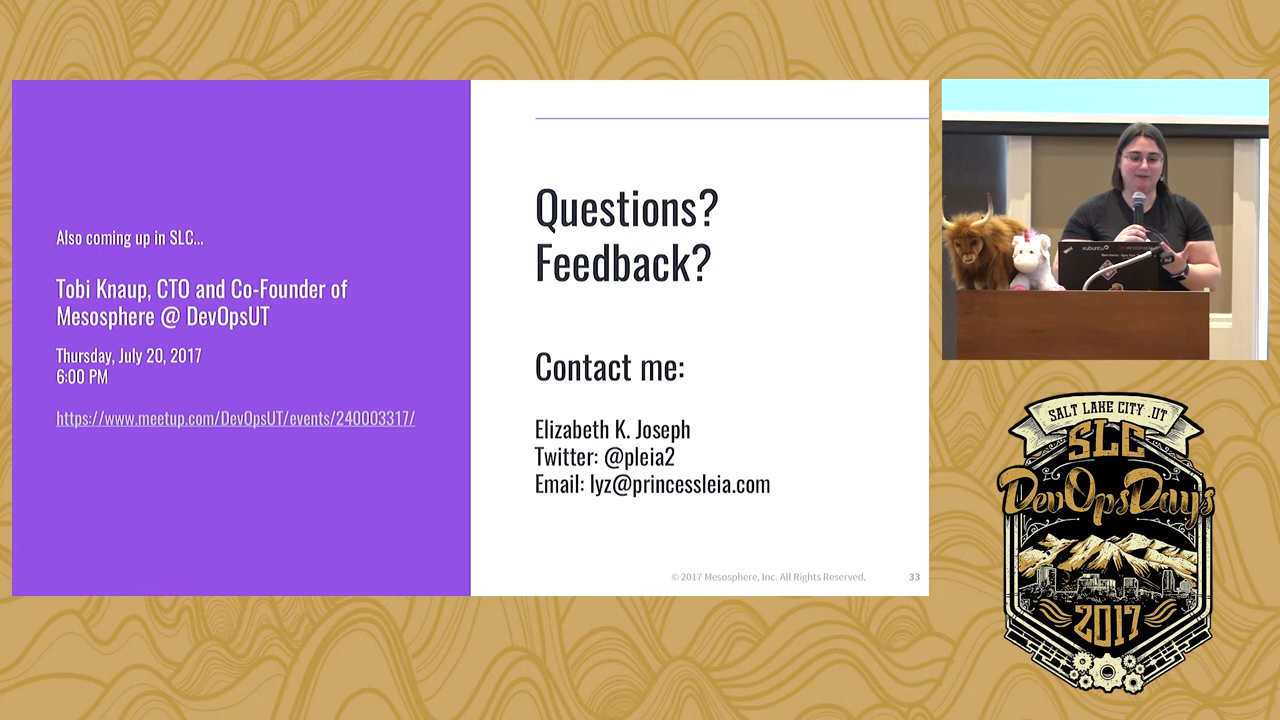 Also coming up in SLC...
Tobi Knaup, CTO and Co-Founder of
Mesosphere @ DevOpsUT
Thursday, July 20, 2017
6:00 PM
https://www.meetup.com/DevOpsUT/events/240003317/
Questions?
Feedback?
Contact me:
Elizabeth K. Joseph
Twitter: @pleia2
Email: lyz@princessleia.com
© 2017 Mesosphere, Inc. All Rights Reserved.
33
xubuntu
MESOSPHERE
SALT LAKE CITY .UT
SLC
DevOpsDays
2017